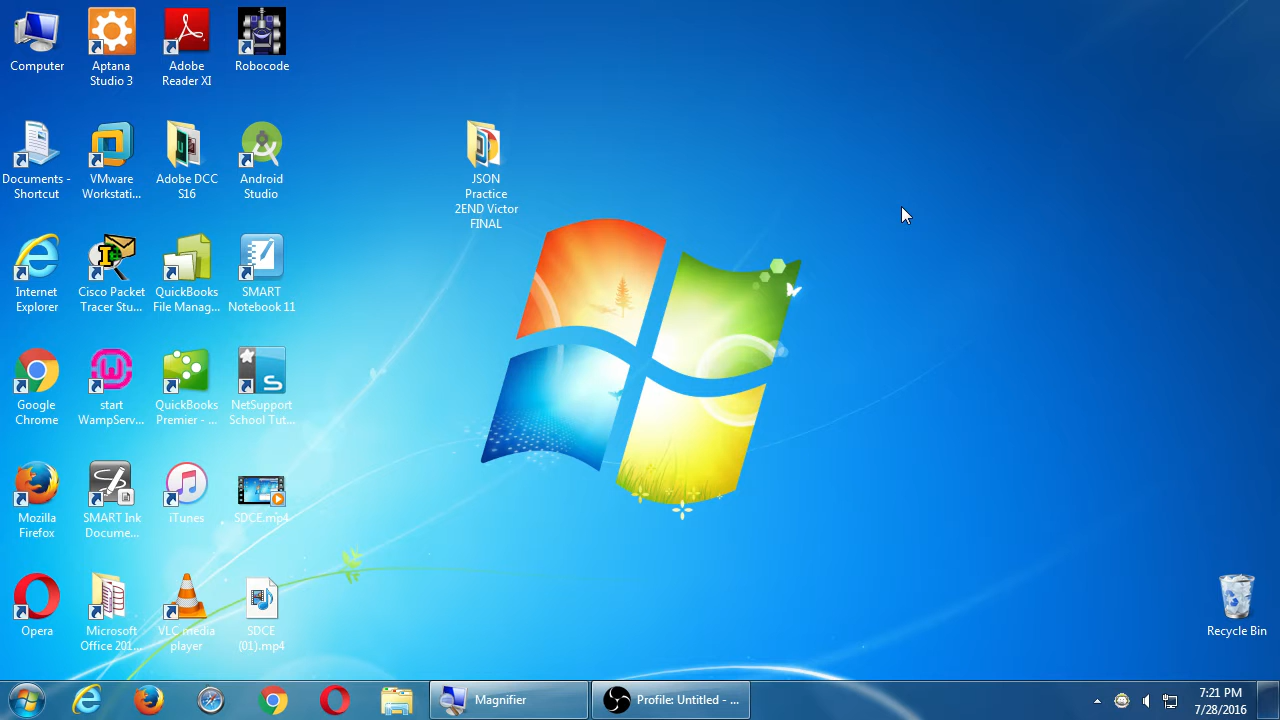 Computer
Aptana
Studio 3
Adobe
Reader XI
Robocode
Documents -
Shortcut
VMware
Workstati...
Adobe DCC
S16
Android
Studio
JSON
Practice
2END Victor
FINAL
Internet
Explorer
Cisco Packet
Tracer Stu...
QuickBooks
File Manag...
SMART
Notebook 11
Google
Chrome
start
WampServ...
QuickBooks
Premier - ...
NetSupport
School Tut...
Mozilla
Firefox
SMART Ink
Docume...
iTunes
SDCE.mp4
Opera
Microsoft
Office 201...
VLC media
player
SDCE
(01).mp4
Recycle Bin
Magnifier
Profile: Untitled - ...
7:21 PM
7/28/2016